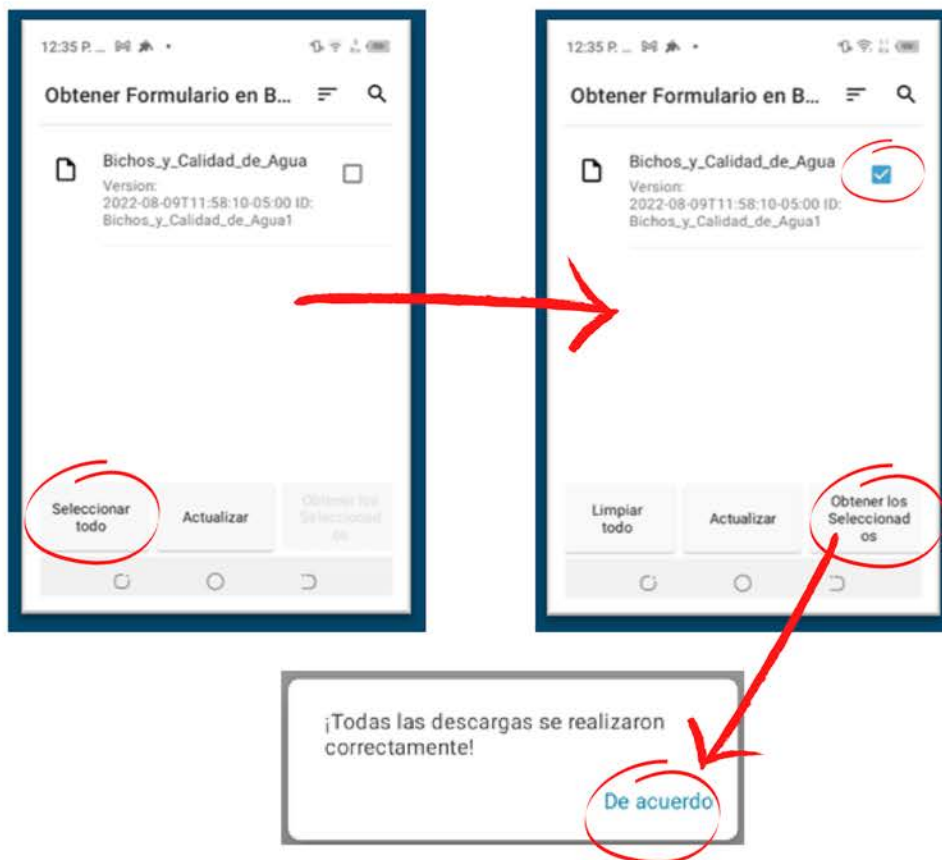 12:35 P. ...
Obtener Formulario en B...
Bichos_y_Calidad_de_Agua
Version:
2022-08-09T11:58:10-05:00 ID:
Bichos_y_Calidad_de_Agua1
Seleccionar
todo
Actualizar
Obtener los
Seleccionad
os
12:35 P. ...
Obtener Formulario en B...
Bichos_y_Calidad_de_Agua
Version:
2022-08-09T11:58:10-05:00 ID:
Bichos_y_Calidad_de_Agua1
Limpiar
todo
Actualizar
Obtener los
Seleccionad
os
¡Todas las descargas se realizaron
correctamente!
De acuerdo